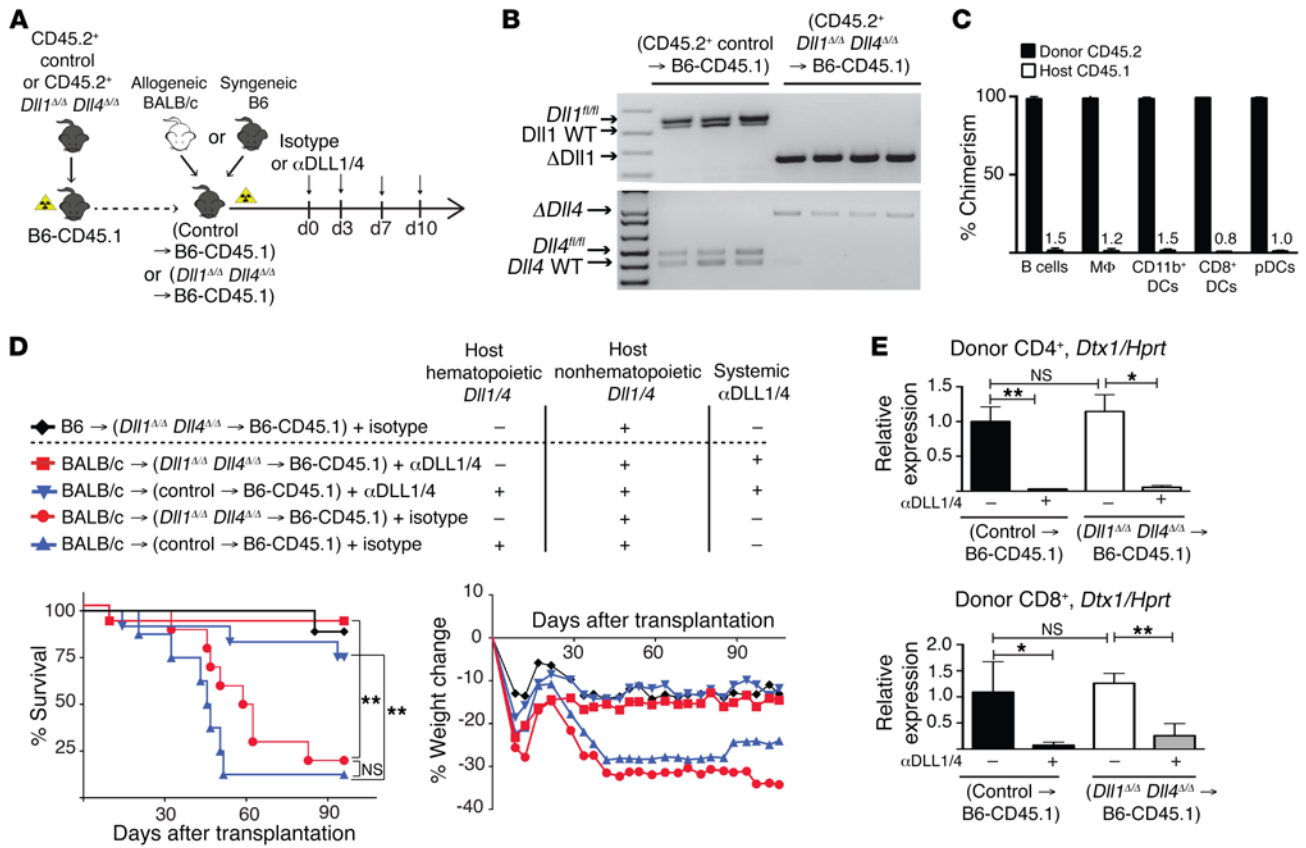 A
CD45.2+
control
or CD45.2+
Dll1Δ/Δ Dll4Δ/Δ
Allogeneic
BALB/c
or
Syngeneic
B6
Isotype
or αDLL1/4
d0 d3 d7 d10
B6-CD45.1
(Control
→B6-CD45.1)
or (Dll1Δ/Δ Dll4Δ/Δ
→B6-CD45.1)
B
(CD45.2+ control
→ B6-CD45.1)
(CD45.2+
Dll1Δ/Δ Dll4Δ/Δ
→ B6-CD45.1)
Dll1fl/fl
Dll1 WT
ΔDll1
ΔDll4
Dll4fl/fl
Dll4 WT
C
Donor CD45.2
Host CD45.1
% Chimerism
100
50
1.5 1.2 1.5 0.8 1.0
B cells MΦ CD11b+ CD8+ pDCs
DCs DCs
D
Host Host
hematopoietic nonhematopoietic Systemic
Dll1/4 Dll1/4 αDLL1/4
B6 → (Dll1Δ/Δ Dll4Δ/Δ → B6-CD45.1) + isotype – + –
BALB/c → (Dll1Δ/Δ Dll4Δ/Δ → B6-CD45.1) + αDLL1/4 – + +
BALB/c → (control → B6-CD45.1) + αDLL1/4 + + +
BALB/c → (Dll1Δ/Δ Dll4Δ/Δ → B6-CD45.1) + isotype – + –
BALB/c → (control → B6-CD45.1) + isotype + + –
% Survival
100
75
50
25
30 60 90
Days after transplantation
**
**
NS
% Weight change
10
0
-10
-20
-30
-40
Days after transplantation
30 60 90
E
Donor CD4+, Dtx1/Hprt
Relative
expression
1.5
1.0
0.5
NS
** *
αDLL1/4 – + – +
(Control → (Dll1Δ/Δ Dll4Δ/Δ →
B6-CD45.1) B6-CD45.1)
Donor CD8+, Dtx1/Hprt
Relative
expression
2.0
1.5
1.0
0.5
NS
* **
αDLL1/4 – + – +
(Control → (Dll1Δ/Δ Dll4Δ/Δ →
B6-CD45.1) B6-CD45.1)